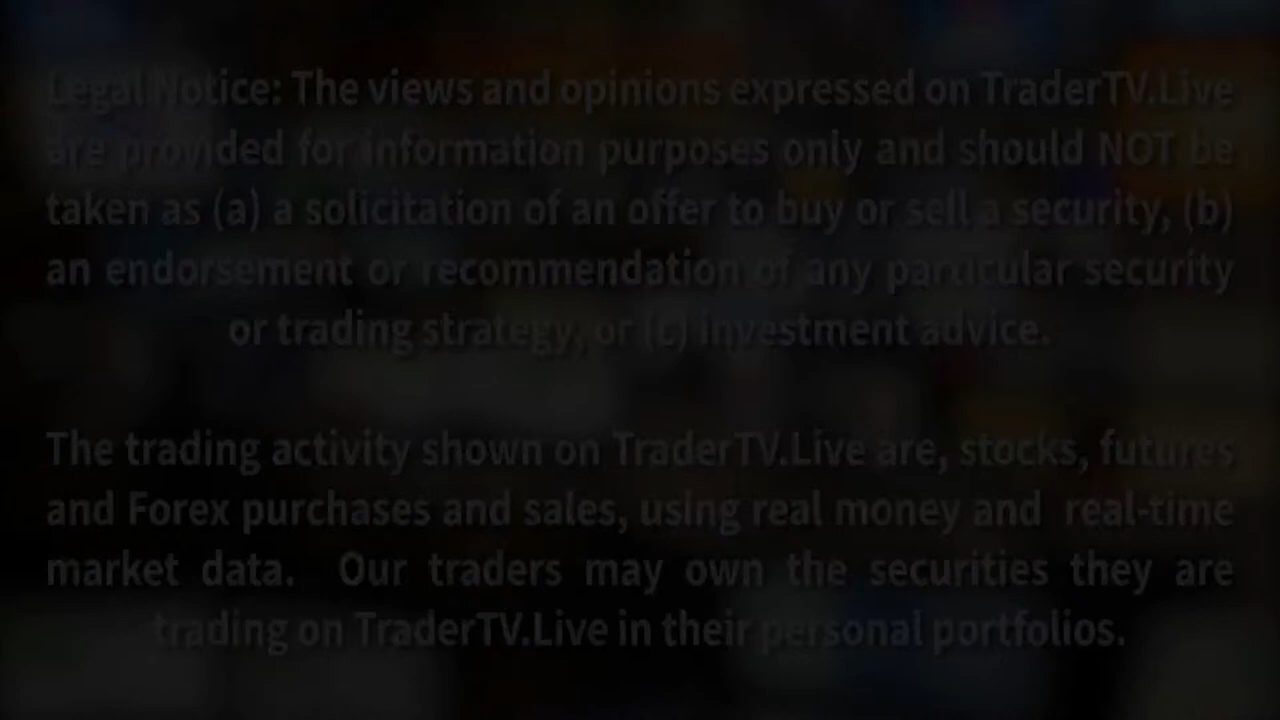 Legal Notice: The views and opinions expressed on TraderTV.Live
are provided for information purposes only and should NOT be
taken as (a) a solicitation of an offer to buy or sell a security, (b)
an endorsement or recommendation of any particular security
or trading strategy, or (c) investment advice.
The trading activity shown on TraderTV.Live are, stocks, futures
and Forex purchases and sales, using real money and  real-time
market data.  Our traders may own the securities they are
trading on TraderTV.Live in their personal portfolios.